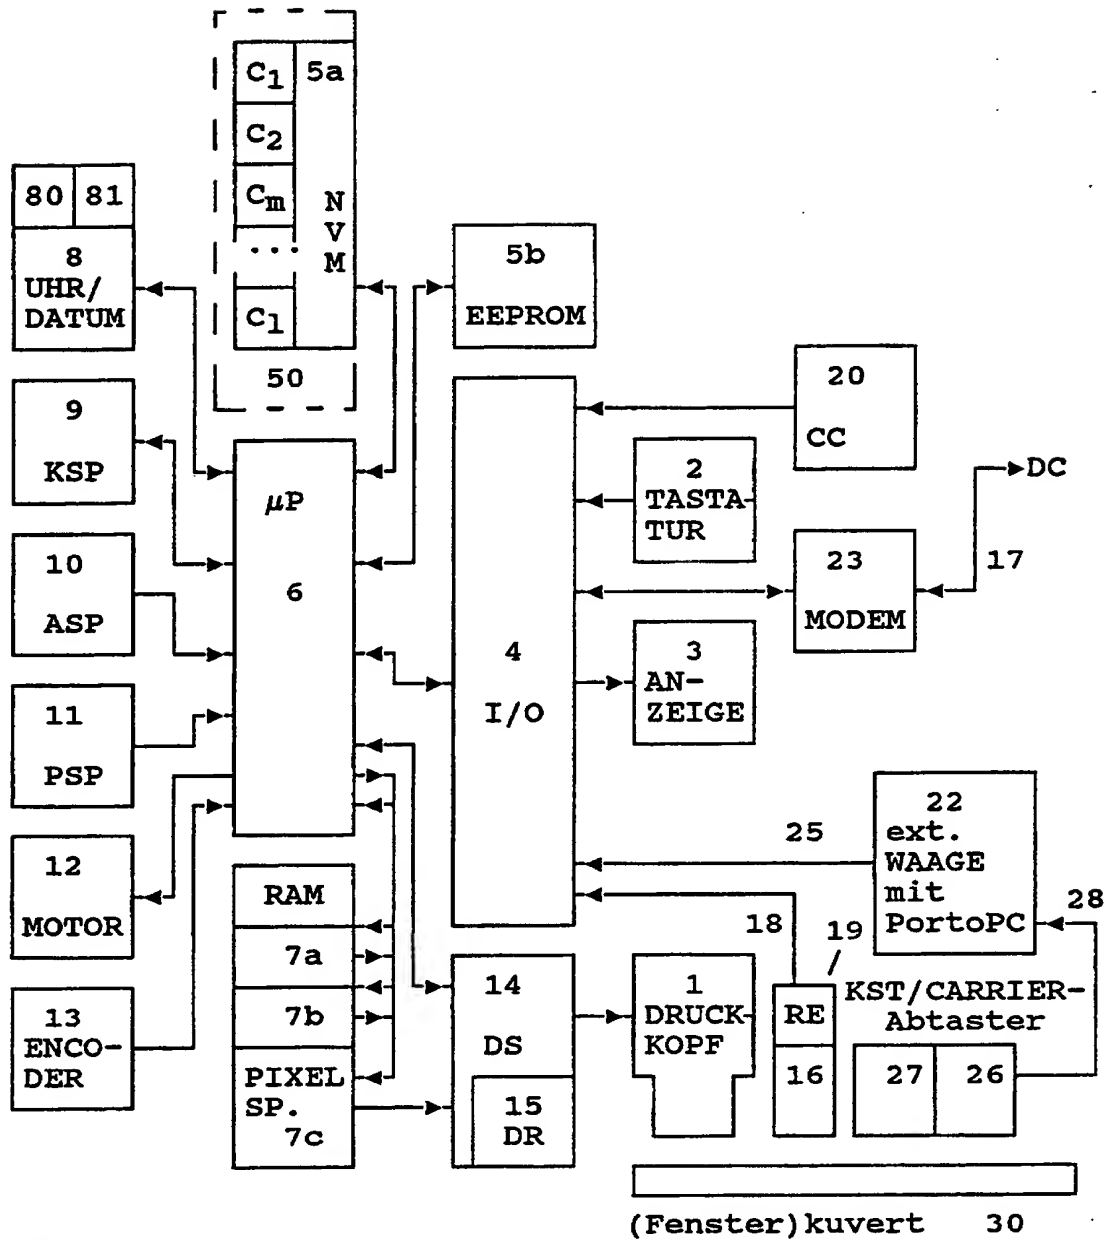 C1 5a
C2
Cm
...
C1
N
V
M
50
80 81
8
UHR/
DATUM
9
KSP
10
ASP
11
PSP
12
MOTOR
13
ENCO-
DER
µP
6
RAM
7a
7b
PIXEL
SP.
7c
5b
EEPROM
4
I/O
14
DS
15
DR
20
CC
2
TASTA-
TUR
DC
17
23
MODEM
3
AN-
ZEIGE
22
ext.
WAAGE
mit
PortoPC
25
28
18
19
1
DRUCK-
KOPF
RE
16
KST/CARRIER-
Abtaster
27 26
(Fenster)kuvert 30